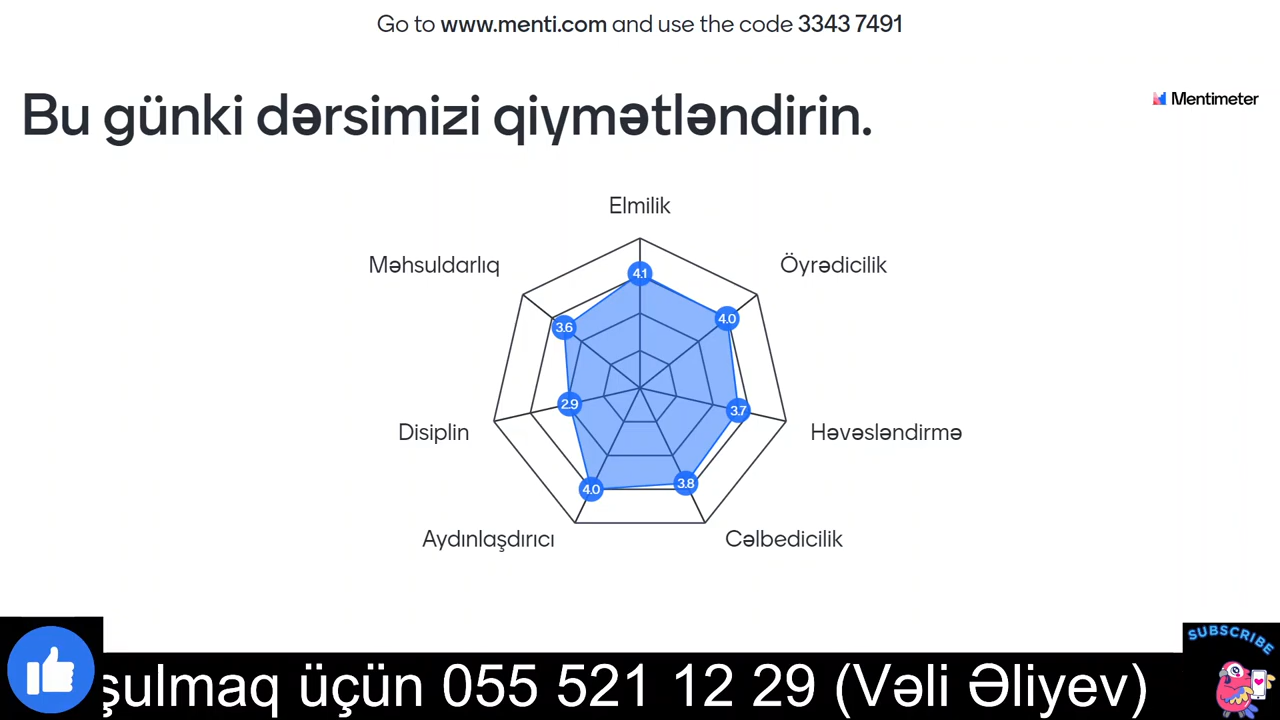 Go to www.menti.com and use the code 3343 7491
Bu günki dərsimizi qiymətləndirin.
Mentimeter
Elmilik
Məhsuldarlıq
Öyrədicilik
4.1
4.0
3.6
2.9
3.7
Disiplin
Həvəsləndirmə
4.0
3.8
Aydınlaşdırıcı
Cəlbedicilik
SUBSCRIBE
şulmaq üçün 055 521 12 29 (Vəli Əliyev)